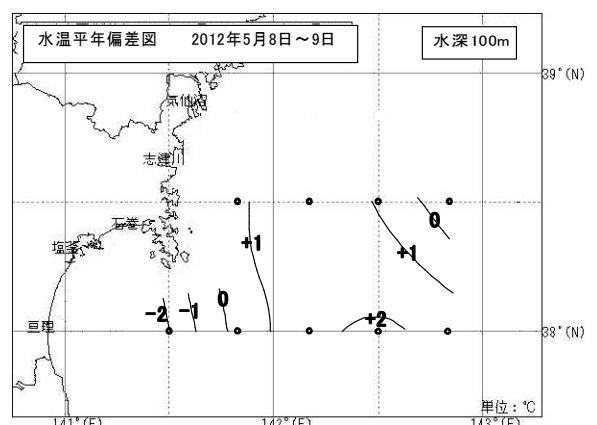 水温平年偏差図 2012年5月8日～9日
水深100m
39°(N)
気仙沼
志津川
石巻
塩釜
亘理
+1
0
+1
-2
-1
0
+2
38°(N)
単位：℃
141°(E)
142°(E)
143°(E)